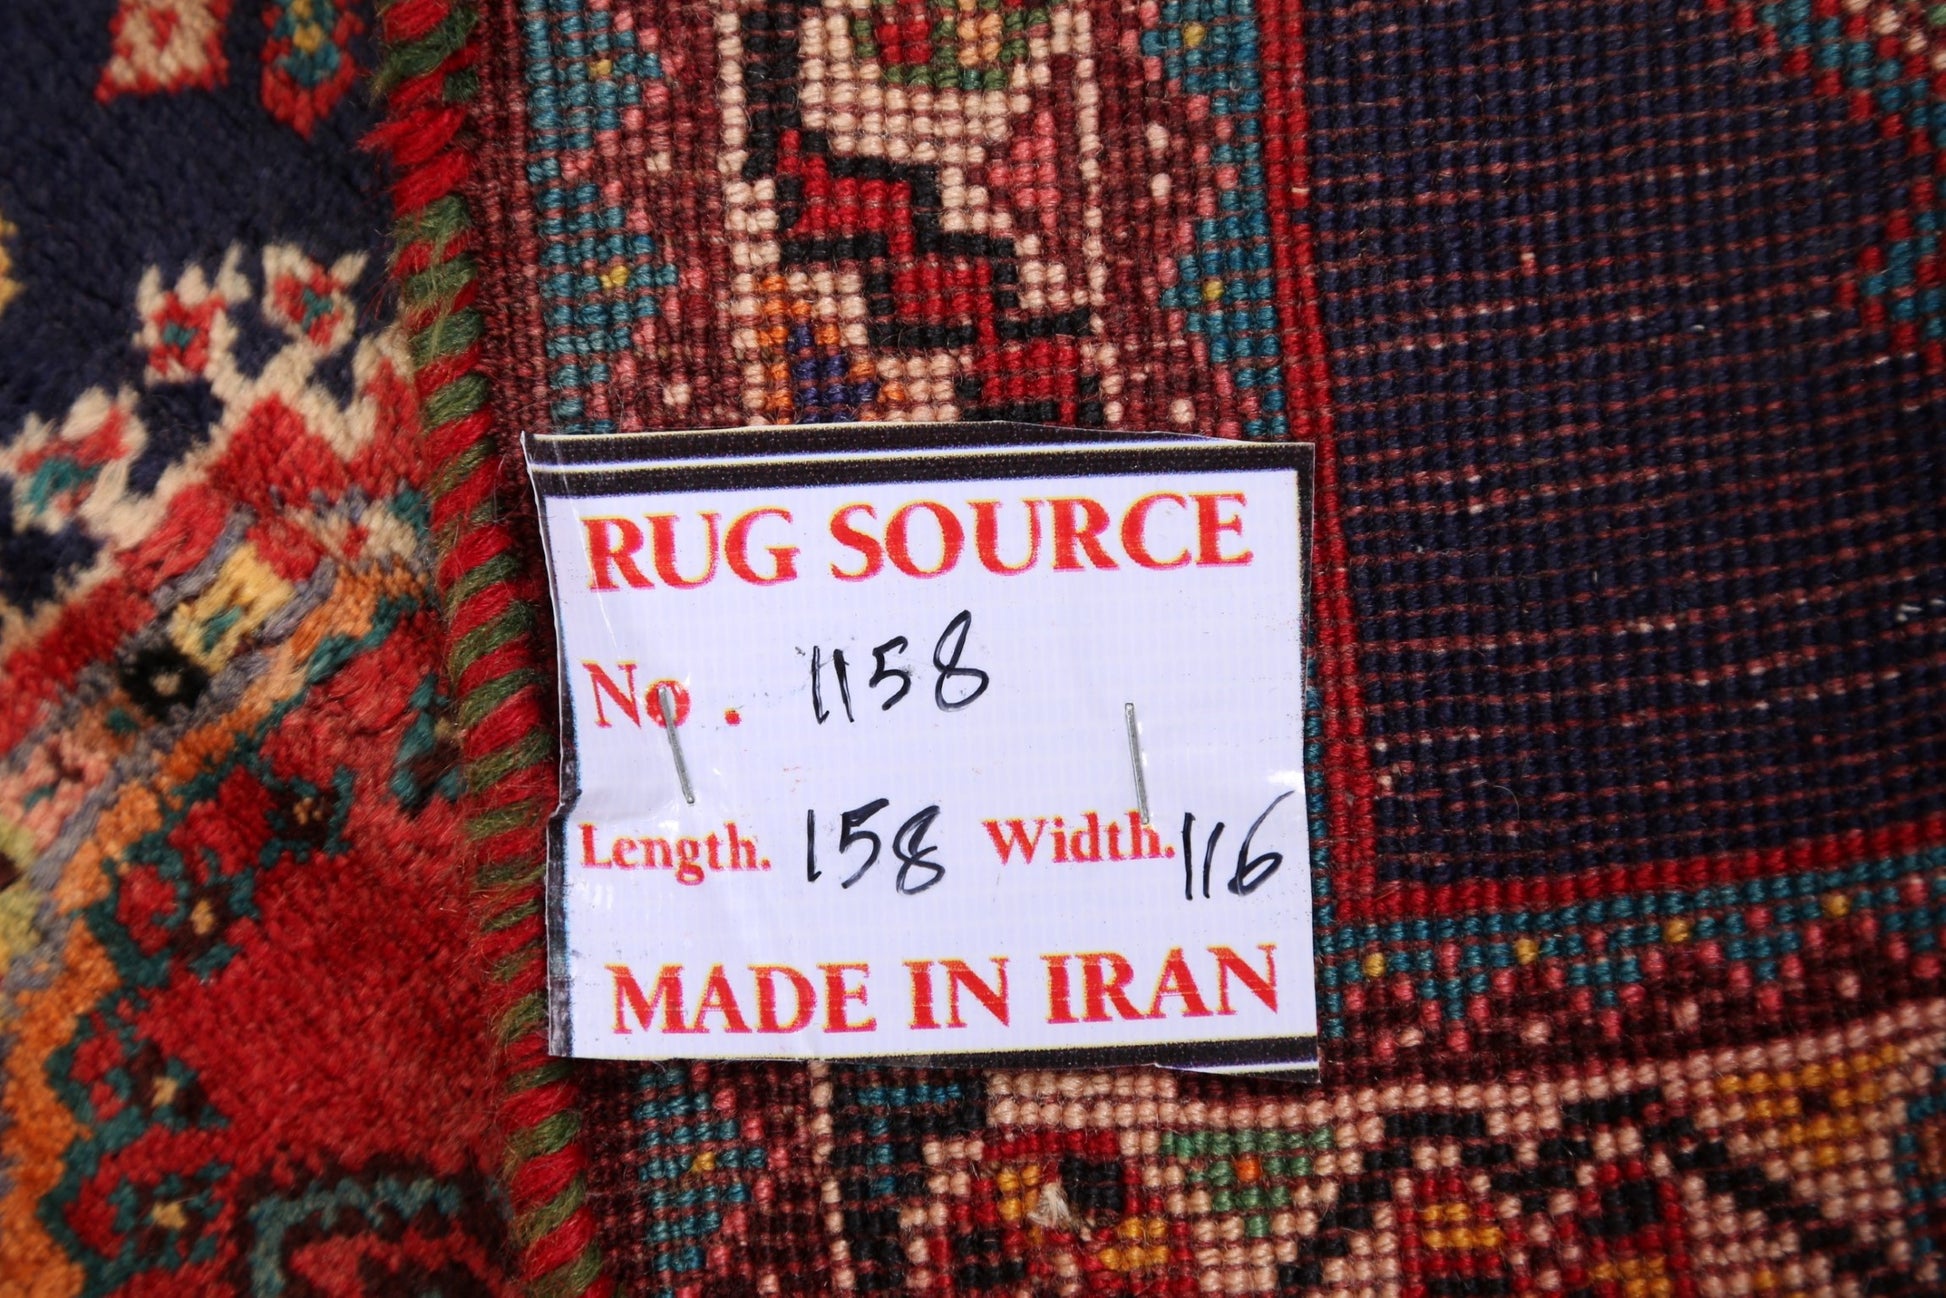 RUG SOURCE
No. 1158
Length. 158 Width. 116
MADE IN IRAN